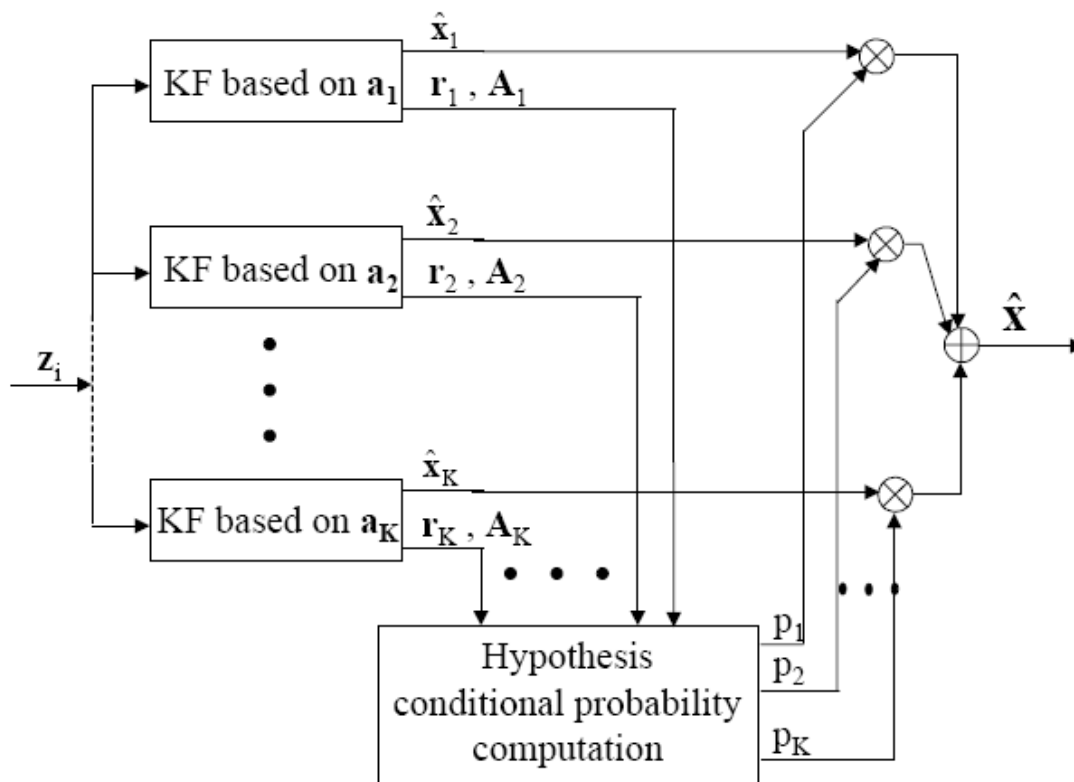 x̂₁
KF based on a₁
r₁ , A₁
x̂₂
KF based on a₂
r₂ , A₂
x̂
zᵢ
x̂_K
KF based on a_K
r_K , A_K
Hypothesis
conditional probability
computation
p₁
p₂
p_K